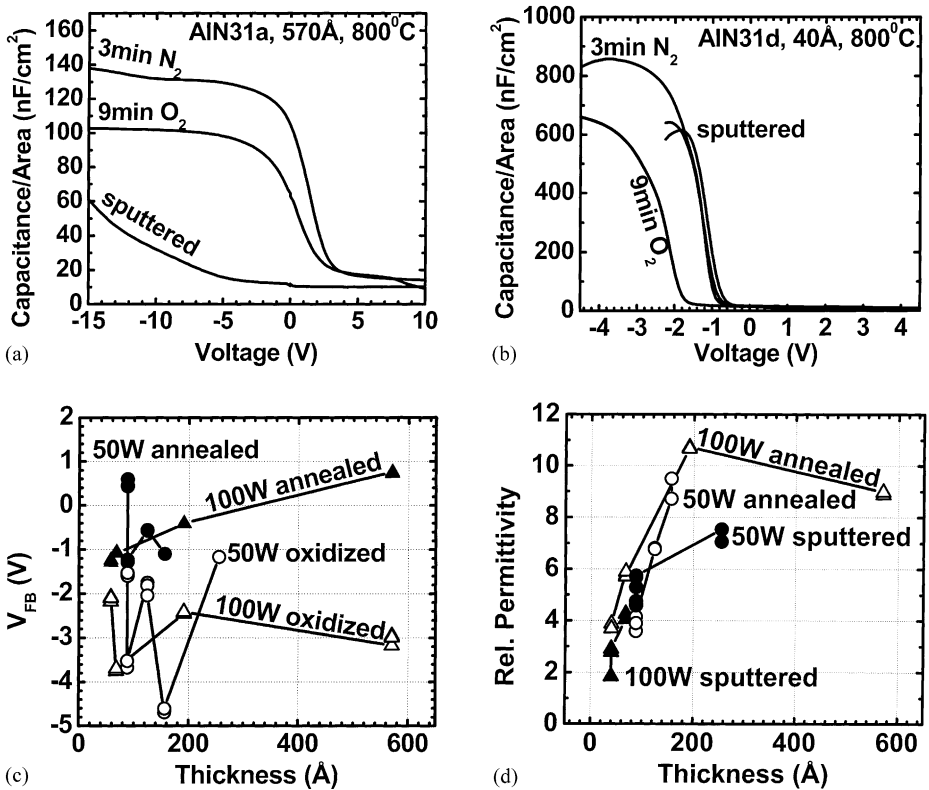 AlN31a, 570Å, 800⁰C
3min N₂
9min O₂
sputtered
Capacitance/Area (nF/cm²)
160
140
120
100
80
60
40
20
0
-15
-10
-5
0
5
10
(a)
Voltage (V)
AlN31d, 40Å, 800⁰C
3min N₂
sputtered
9min O₂
Capacitance/Area (nF/cm²)
1000
800
600
400
200
0
-4
-3
-2
-1
0
1
2
3
4
(b)
Voltage (V)
50W annealed
100W annealed
50W oxidized
100W oxidized
V_FB (V)
2
1
0
-1
-2
-3
-4
-5
0
200
400
600
(c)
Thickness (Å)
100W annealed
50W annealed
50W sputtered
100W sputtered
Rel. Permittivity
12
10
8
6
4
2
0
0
200
400
600
(d)
Thickness (Å)